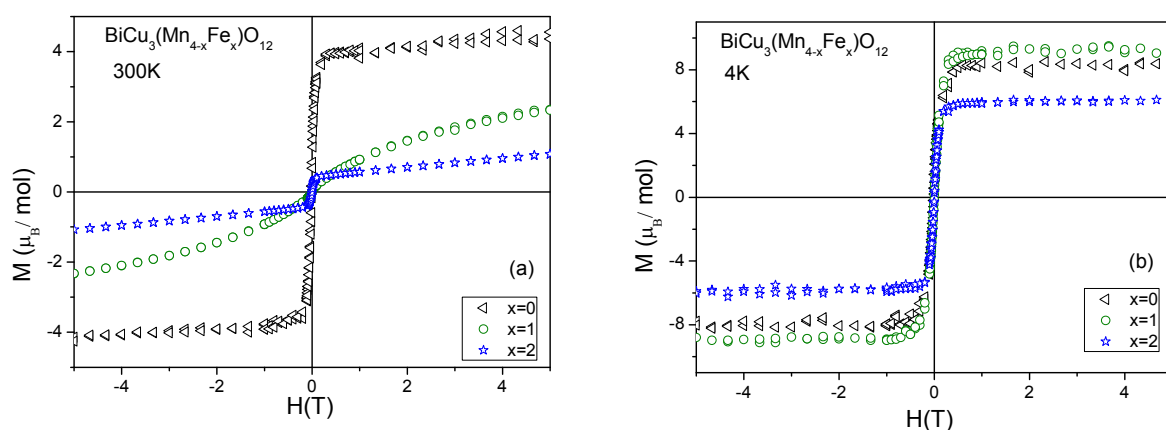 BiCu₃(Mn₄₋ₓFeₓ)O₁₂
300K
M (μ_B/ mol)
4
2
0
-2
-4
-4
-2
0
2
4
H(T)
(a)
x=0
x=1
x=2
BiCu₃(Mn₄₋ₓFeₓ)O₁₂
4K
M (μ_B/ mol)
8
4
0
-4
-8
-4
-2
0
2
4
H(T)
(b)
x=0
x=1
x=2